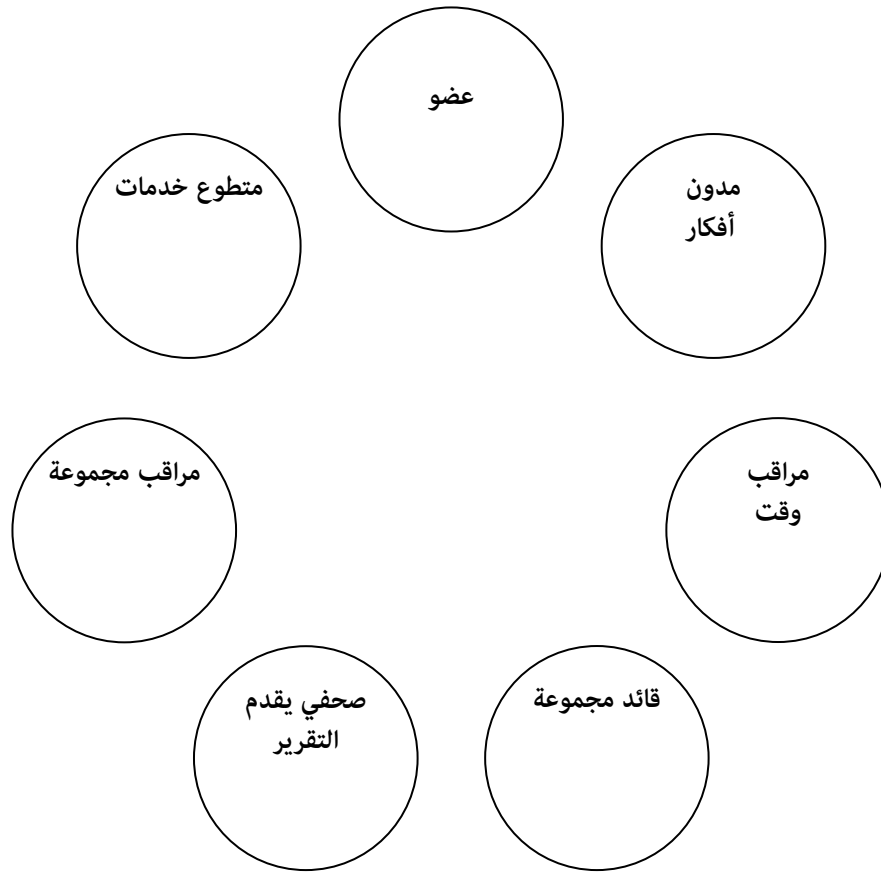 عضو
مدون
أفكار
متطوع خدمات
مراقب
وقت
مراقب مجموعة
قائد مجموعة
صحفي يقدم
التقرير